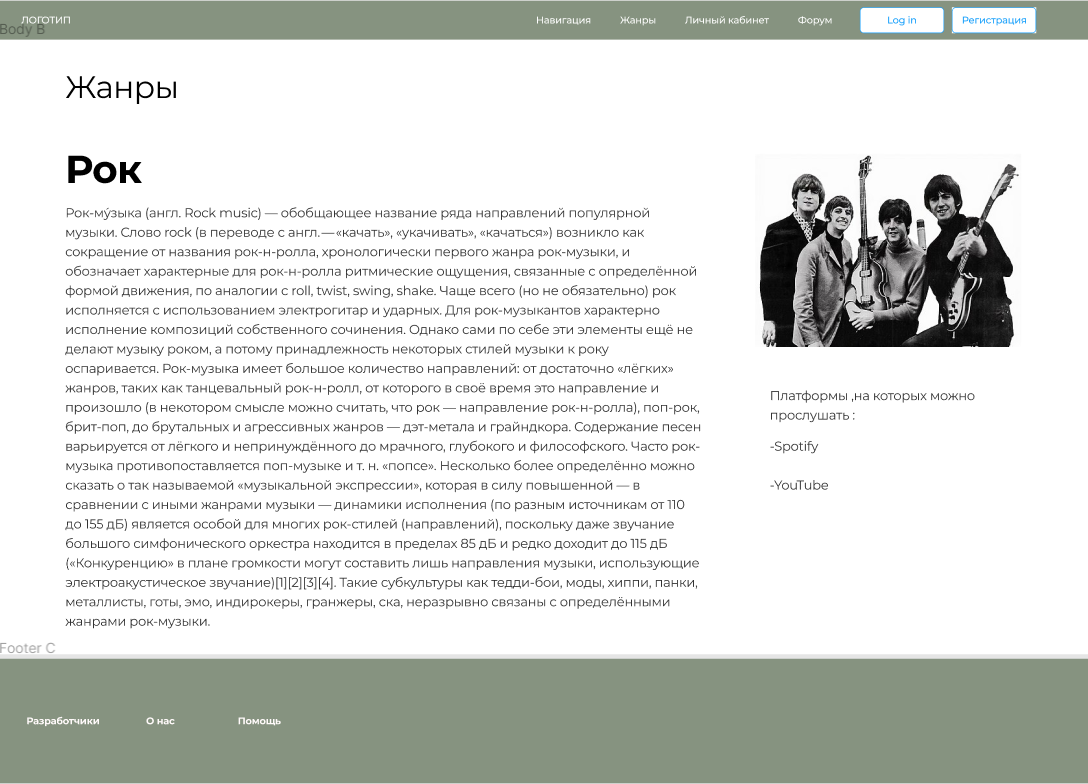 ЛОГОТИП
Навигация
Жанры
Личный кабинет
Форум
Log in
Регистрация
Body B
Жанры
Рок
Рок-му́зыка (англ. Rock music) — обобщающее название ряда направлений популярной
музыки. Слово rock (в переводе с англ. — «качать», «укачивать», «качаться») возникло как
сокращение от названия рок-н-ролла, хронологически первого жанра рок-музыки, и
обозначает характерные для рок-н-ролла ритмические ощущения, связанные с определённой
формой движения, по аналогии с roll, twist, swing, shake. Чаще всего (но не обязательно) рок
исполняется с использованием электрогитар и ударных. Для рок-музыкантов характерно
исполнение композиций собственного сочинения. Однако сами по себе эти элементы ещё не
делают музыку роком, а потому принадлежность некоторых стилей музыки к року
оспаривается. Рок-музыка имеет большое количество направлений: от достаточно «лёгких»
жанров, таких как танцевальный рок-н-ролл, от которого в своё время это направление и
произошло (в некотором смысле можно считать, что рок — направление рок-н-ролла), поп-рок,
брит-поп, до брутальных и агрессивных жанров — дэт-метала и грайндкора. Содержание песен
варьируется от лёгкого и непринуждённого до мрачного, глубокого и философского. Часто рок-
музыка противопоставляется поп-музыке и т. н. «попсе». Несколько более определённо можно
сказать о так называемой «музыкальной экспрессии», которая в силу повышенной — в
сравнении с иными жанрами музыки — динамики исполнения (по разным источникам от 110
до 155 дБ) является особой для многих рок-стилей (направлений), поскольку даже звучание
большого симфонического оркестра находится в пределах 85 дБ и редко доходит до 115 дБ
(«Конкуренцию» в плане громкости могут составить лишь направления музыки, использующие
электроакустическое звучание)[1][2][3][4]. Такие субкультуры как тедди-бои, моды, хиппи, панки,
металлисты, готы, эмо, индирокеры, гранжеры, ска, неразрывно связаны с определёнными
жанрами рок-музыки.
Платформы ,на которых можно
прослушать :
-Spotify
-YouTube
Footer C
Разработчики
О нас
Помощь